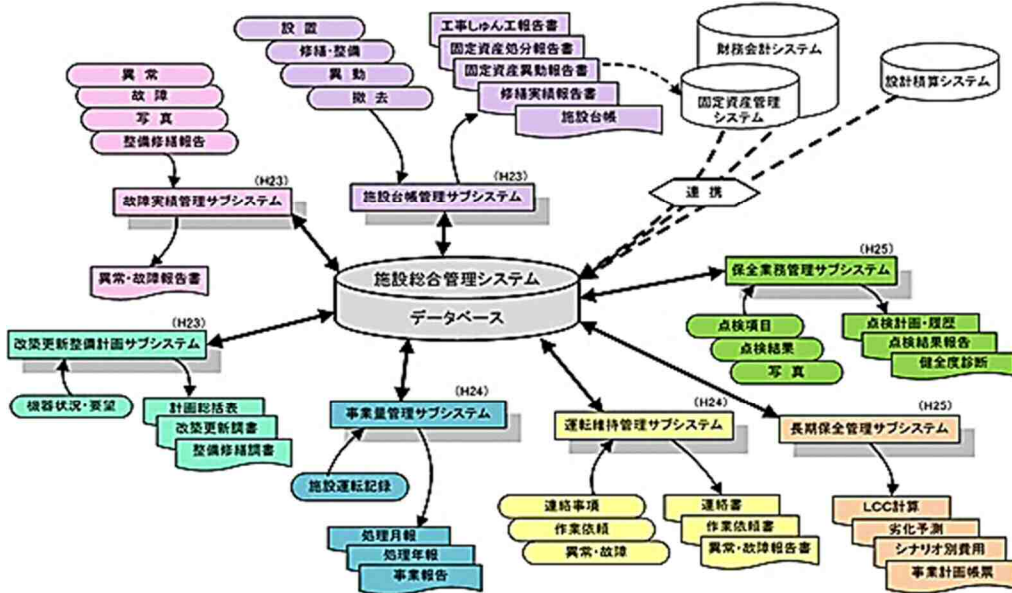 設 置
修繕・整備
異 動
撤 去
工事しゅん工報告書
固定資産処分報告書
固定資産異動報告書
修繕実績報告書
施設台帳
財務会計システム
固定資産管理
システム
設計積算システム
異 常
故 障
写 真
整備修繕報告
(H23)
故障実績管理サブシステム
異常・故障報告書
(H23)
施設台帳管理サブシステム
連 携
施設総合管理システム
データベース
(H25)
保全業務管理サブシステム
点検項目
点検結果
写 真
点検計画・履歴
点検結果報告
健全度診断
(H23)
改築更新整備計画サブシステム
機器状況・要望
計画総括表
改築更新調書
整備修繕調書
(H24)
事業量管理サブシステム
施設運転記録
処理月報
処理年報
事業報告
(H24)
運転維持管理サブシステム
連絡事項
作業依頼
異常・故障
連絡書
作業依頼書
異常・故障報告書
(H25)
長期保全管理サブシステム
LCC計算
劣化予測
シナリオ別費用
事業計画帳票